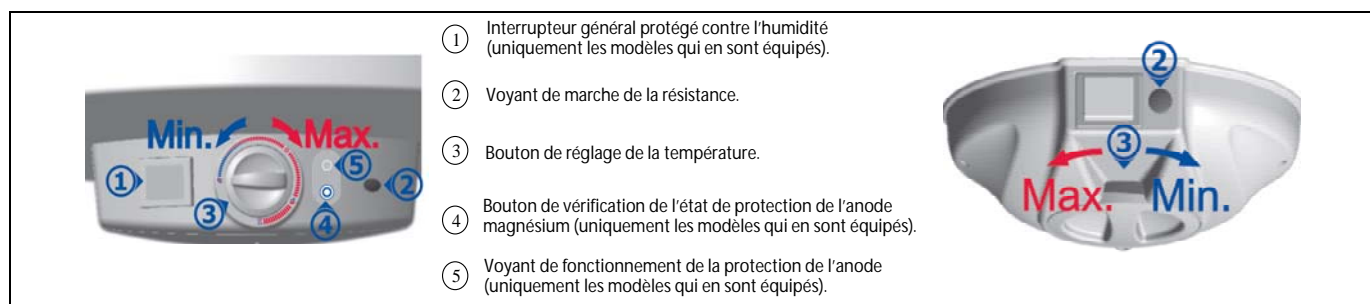 Min. Max.
1
5
2
3
4
1 Interrupteur général protégé contre l'humidité
(uniquement les modèles qui en sont équipés).
2 Voyant de marche de la résistance.
3 Bouton de réglage de la température.
4 Bouton de vérification de l'état de protection de l'anode
magnésium (uniquement les modèles qui en sont équipés).
5 Voyant de fonctionnement de la protection de l'anode
(uniquement les modèles qui en sont équipés).
2
3
Max. Min.